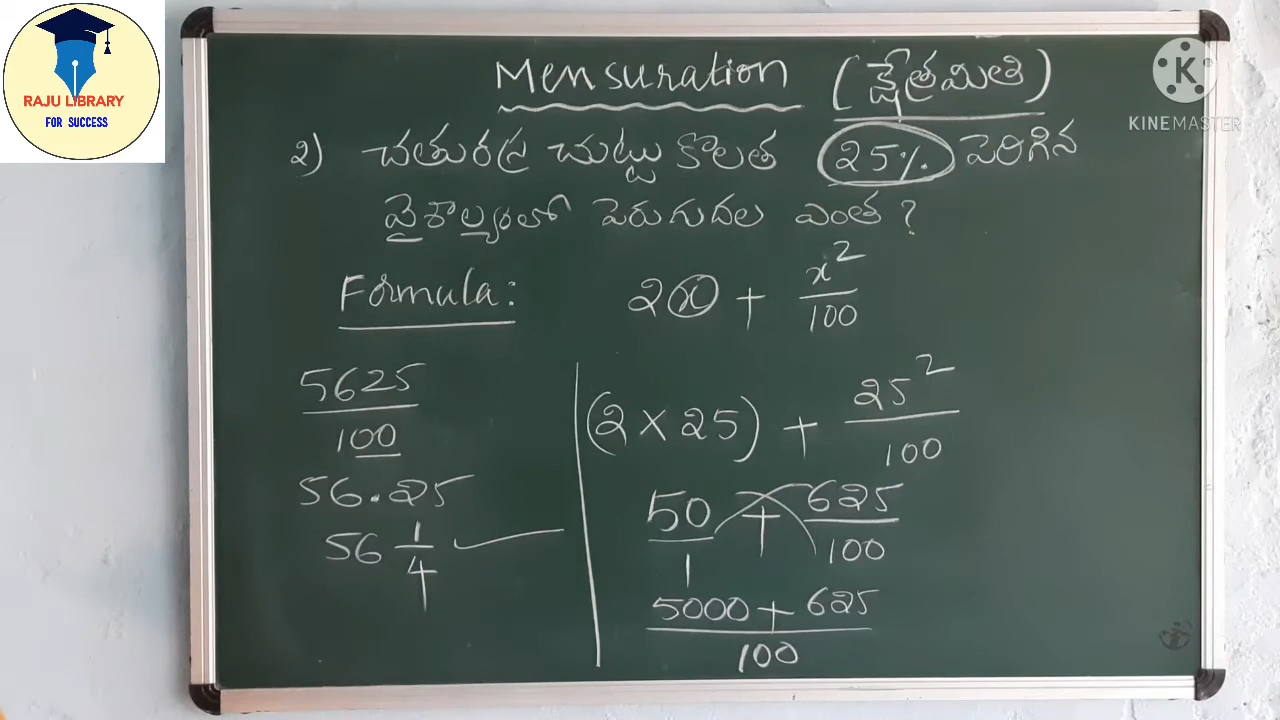 RAJU LIBRARY
FOR SUCCESS
K
KINEMASTER
Mensuration (క్షేత్రమితి)
2) చతురస్ర చుట్టు కొలత 25% పెరిగిన
వైశాల్యంలో పెరుగుదల ఎంత ?
Formula: 2x + x²/100
5625/100
56.25
56 1/4
(2 × 25) + 25²/100
50/1 + 625/100
5000 + 625/100